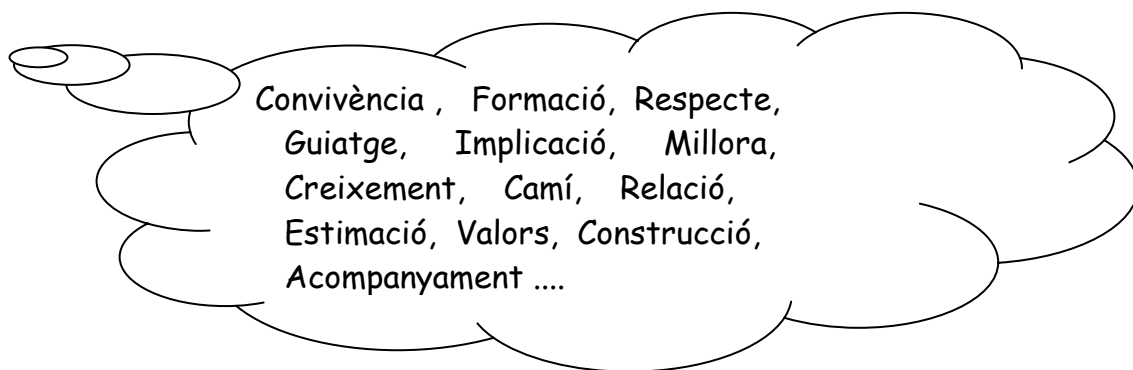 Convivència , Formació, Respecte,
Guiatge, Implicació, Millora,
Creixement, Camí, Relació,
Estimació, Valors, Construcció,
Acompanyament ....